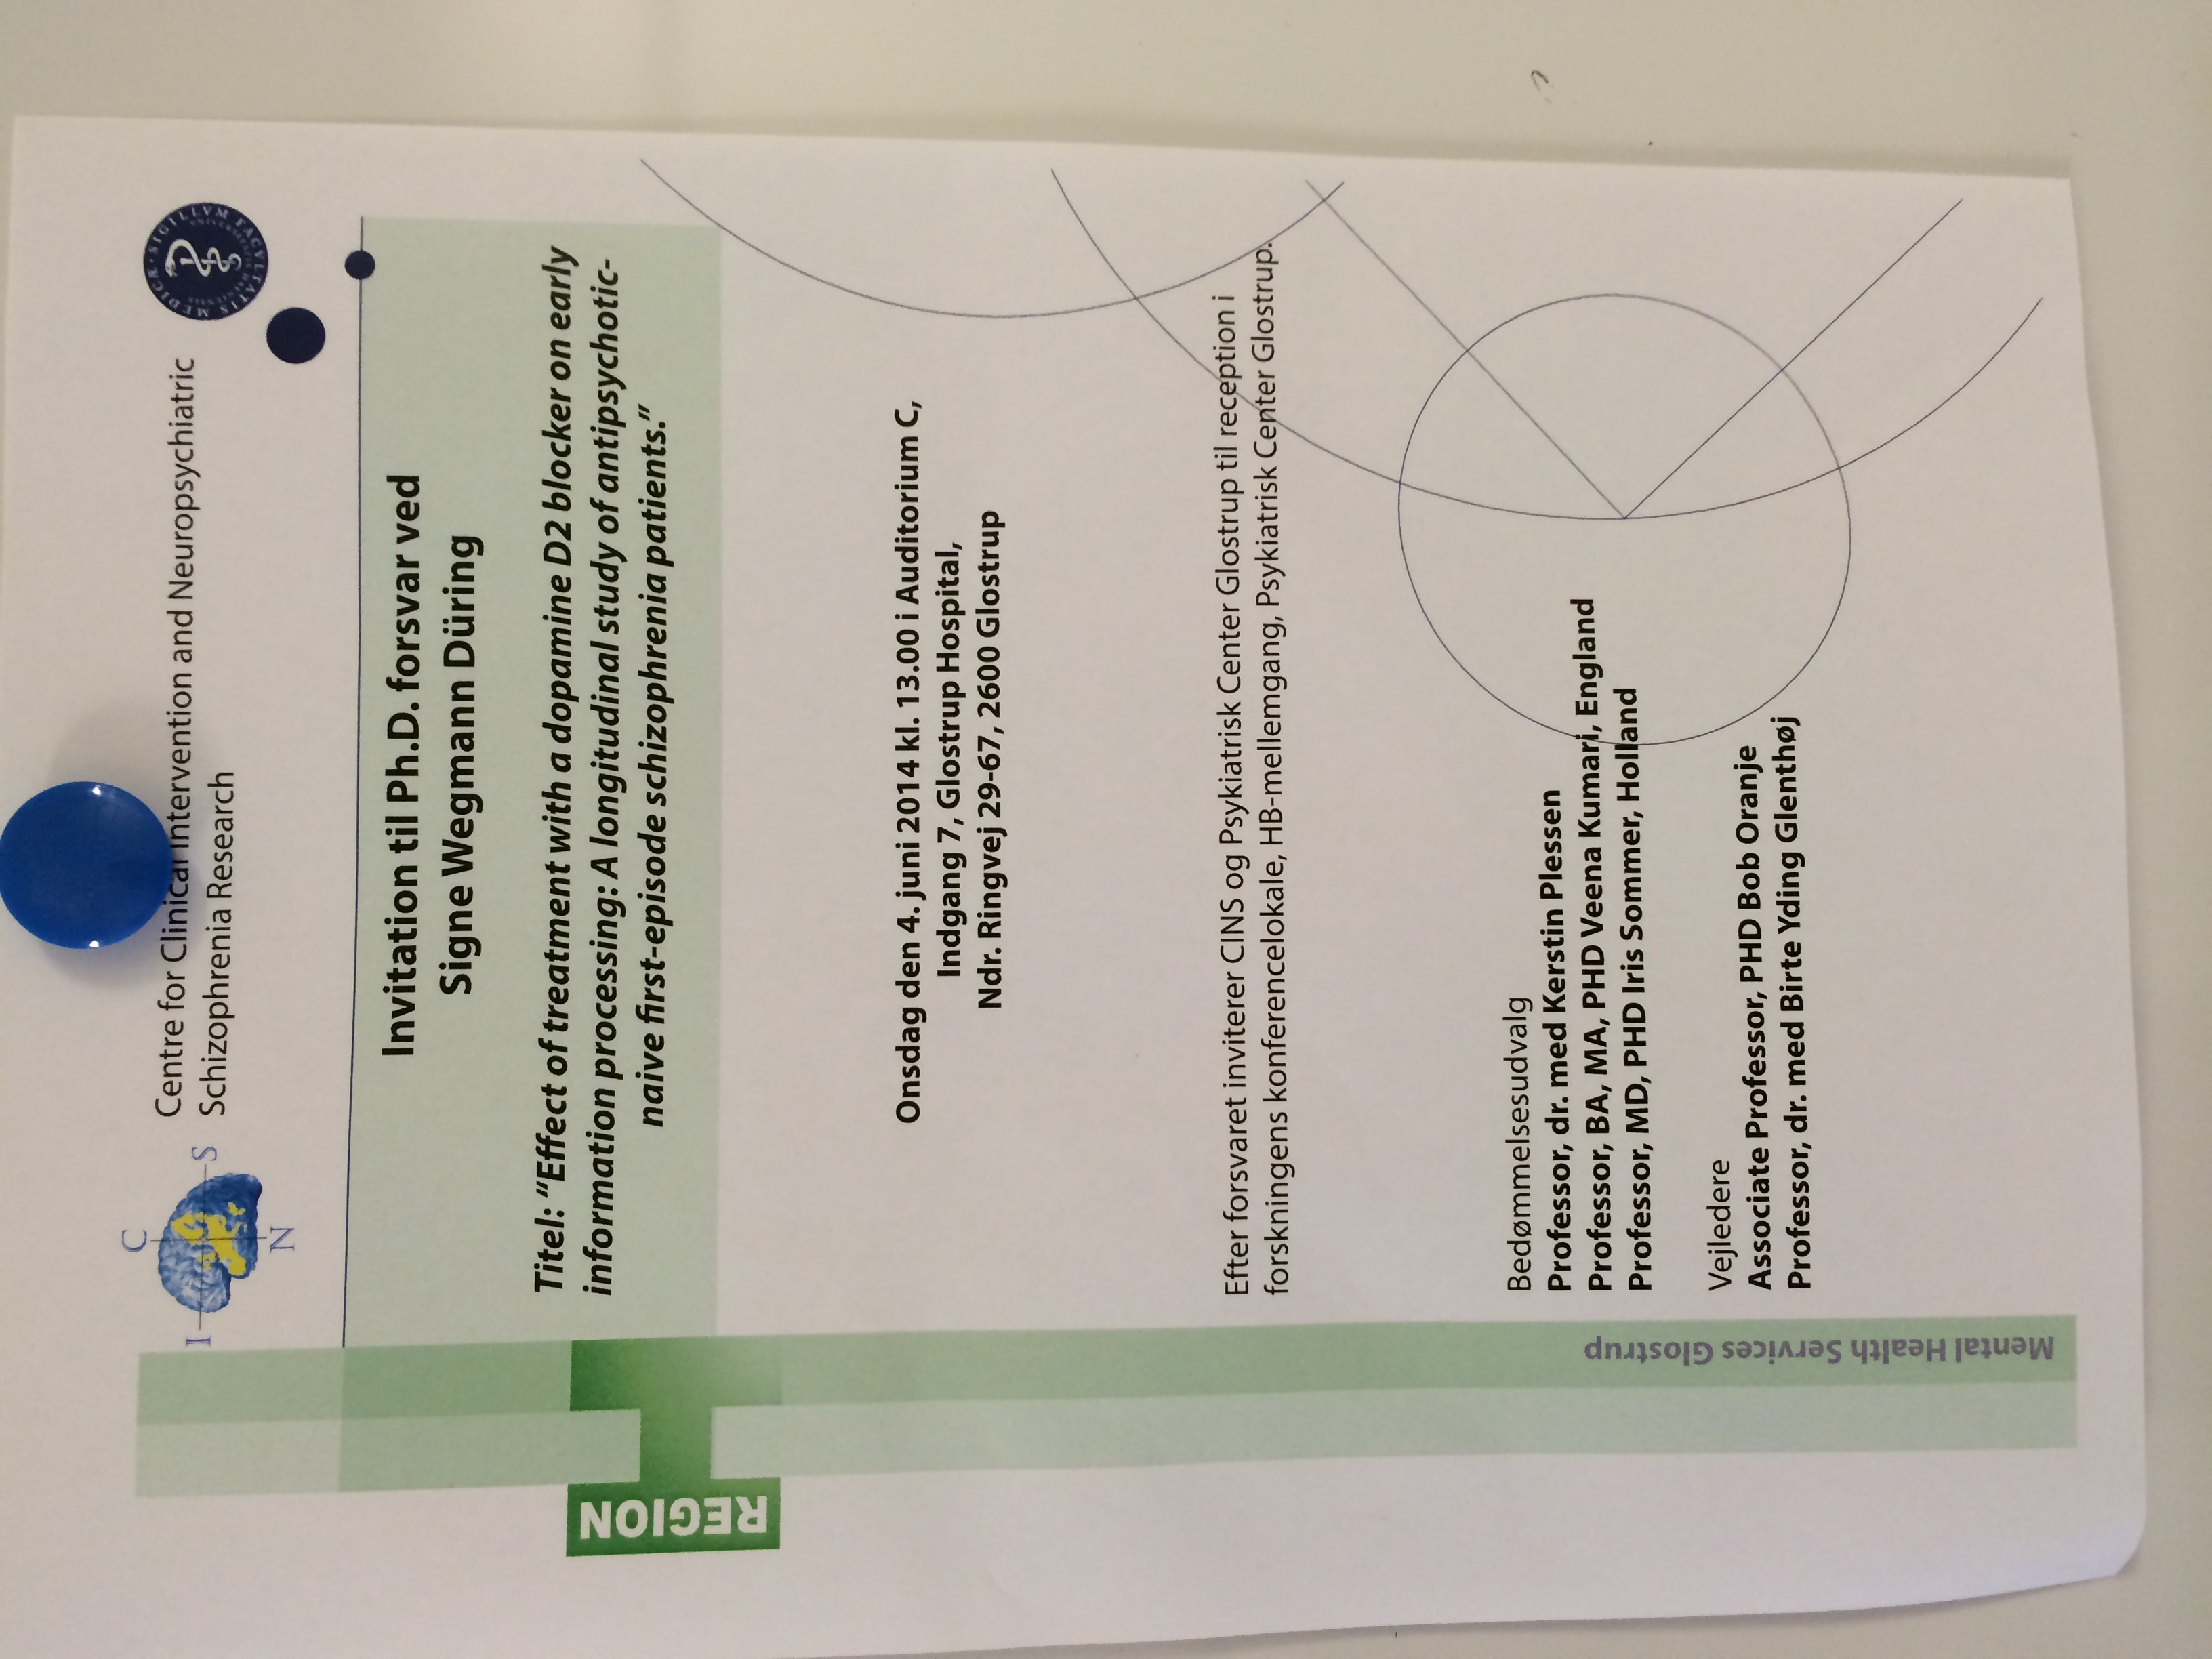 C
I S
N
Centre for Clinical Intervention and Neuropsychiatric
Schizophrenia Research
Invitation til Ph.D. forsvar ved
Signe Wegmann Düring
Titel: “Effect of treatment with a dopamine D2 blocker on early
information processing: A longitudinal study of antipsychotic-
naive first-episode schizophrenia patients.”
REGION
Onsdag den 4. juni 2014 kl. 13.00 i Auditorium C,
Indgang 7, Glostrup Hospital,
Ndr. Ringvej 29-67, 2600 Glostrup
Efter forsvaret inviterer CINS og Psykiatrisk Center Glostrup til reception i
forskningens konferencelokale, HB-mellemgang, Psykiatrisk Center Glostrup.
Bedømmelsesudvalg
Professor, dr. med Kerstin Plessen
Professor, BA, MA, PHD Veena Kumari, England
Professor, MD, PHD Iris Sommer, Holland
Vejledere
Associate Professor, PHD Bob Oranje
Professor, dr. med Birte Yding Glenthøj
Mental Health Services Glostrup